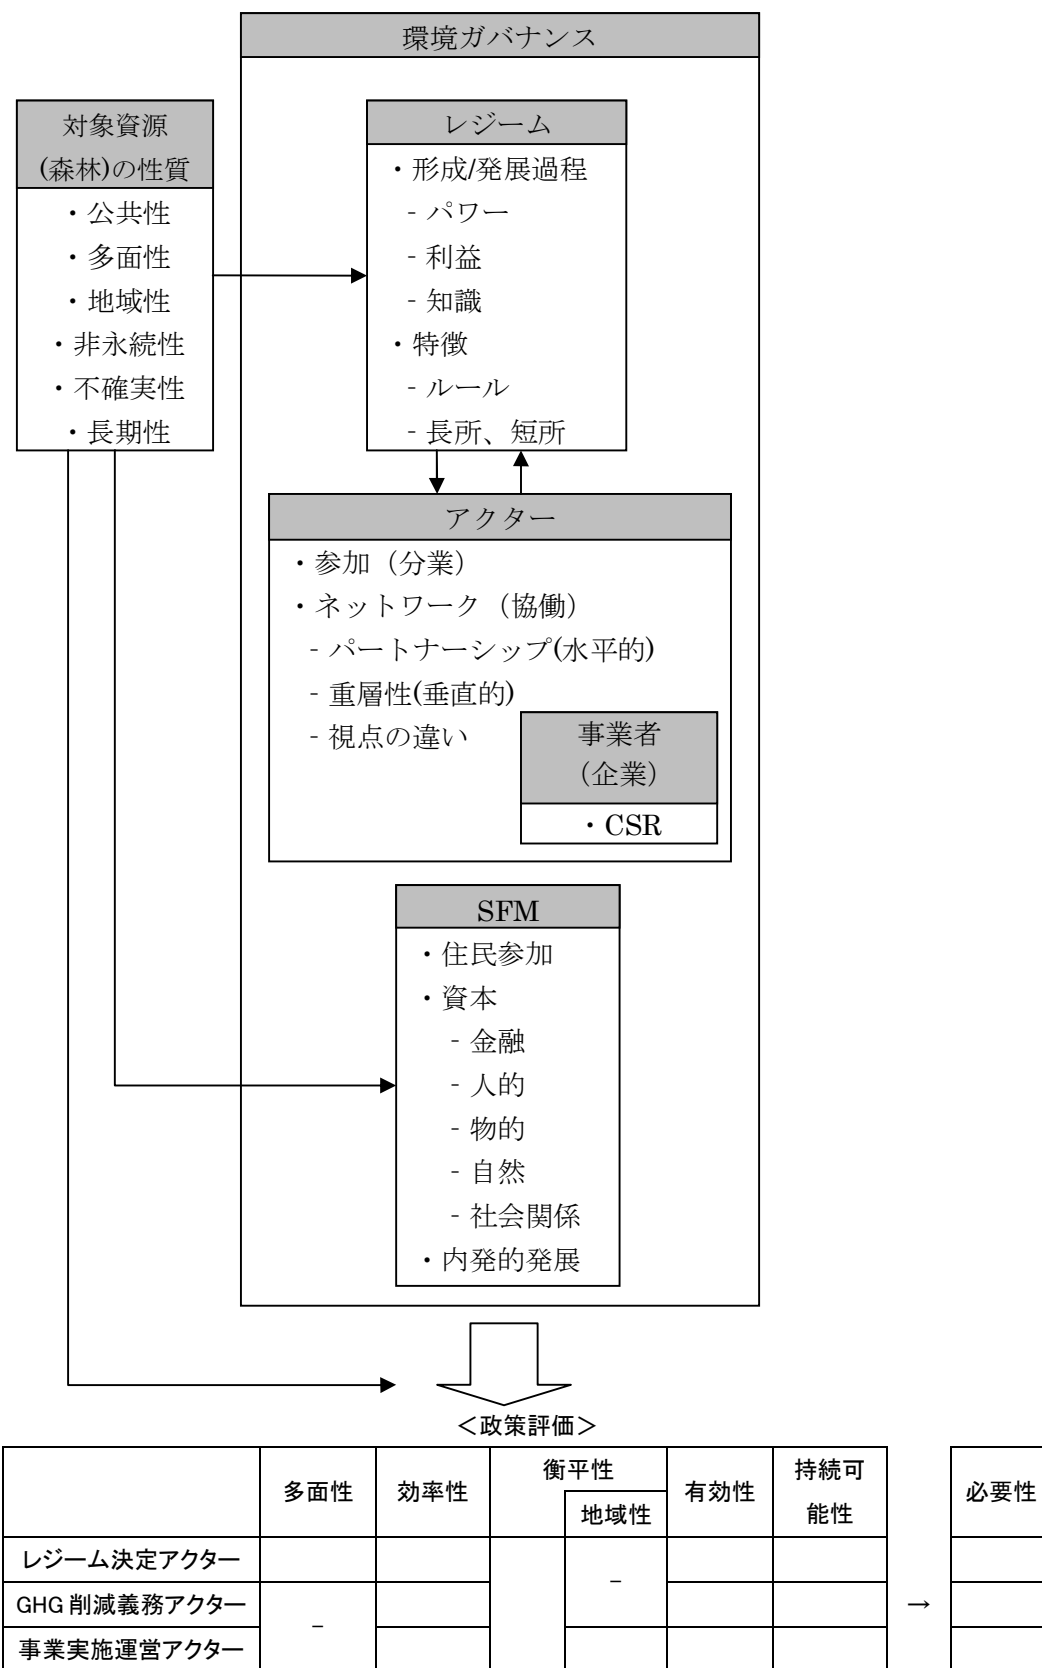 環境ガバナンス
対象資源
(森林)の性質
・公共性
・多面性
・地域性
・非永続性
・不確実性
・長期性
レジーム
・形成/発展過程
- パワー
- 利益
- 知識
・特徴
- ルール
- 長所、短所
アクター
・参加（分業）
・ネットワーク（協働）
- パートナーシップ(水平的)
- 重層性(垂直的)
- 視点の違い
事業者
（企業）
・CSR
SFM
・住民参加
・資本
- 金融
- 人的
- 物的
- 自然
- 社会関係
・内発的発展
＜政策評価＞
多面性 効率性 衡平性 有効性 持続可
能性 必要性
地域性
レジーム決定アクター －
GHG 削減義務アクター － →
事業実施運営アクター